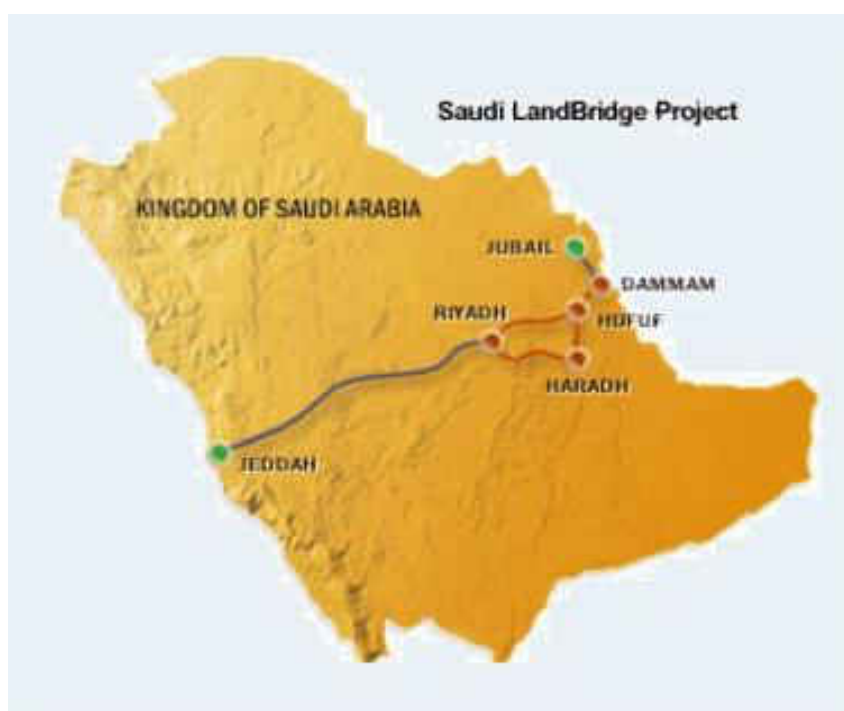 Saudi LandBridge Project
KINGDOM OF SAUDI ARABIA
JUBAIL
DAMMAM
RIYADH
HOFUF
HARADH
JEDDAH